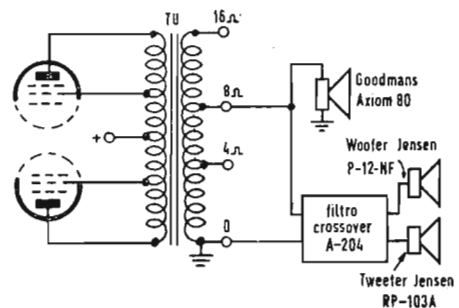 TU
16Ω
8Ω
4Ω
0
+
Goodmans
Axiom 80
Woofer Jensen
P-12-NF
filtro
crossover
A-204
Tweeter Jensen
RP-103A